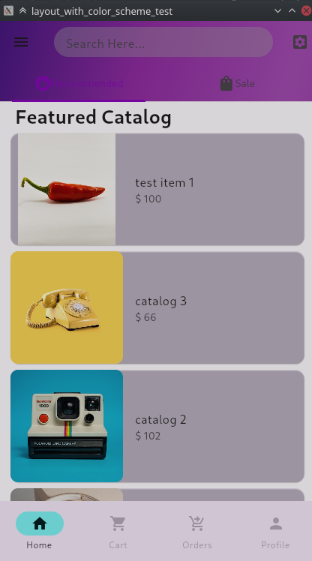 layout_with_color_scheme_test
Search Here...
Sale
Featured Catalog
test item 1
$ 100
catalog 3
$ 66
catalog 2
$ 102
Home
Cart
Orders
Profile